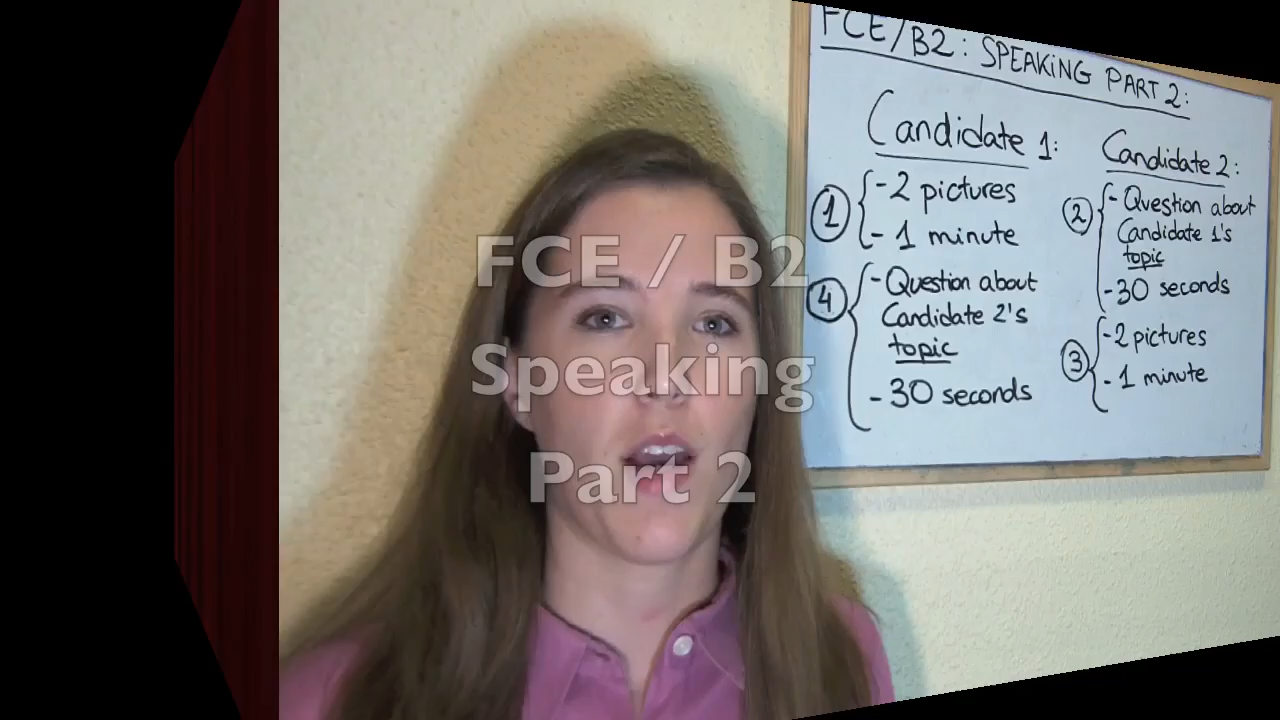 FCE/B2: SPEAKING PART 2:
Candidate 1:
1
- 2 pictures
- 1 minute
4
- Question about
Candidate 2's
topic
- 30 seconds
Candidate 2:
2
- Question about
Candidate 1's
topic
- 30 seconds
3
- 2 pictures
- 1 minute
FCE / B2
Speaking
Part 2